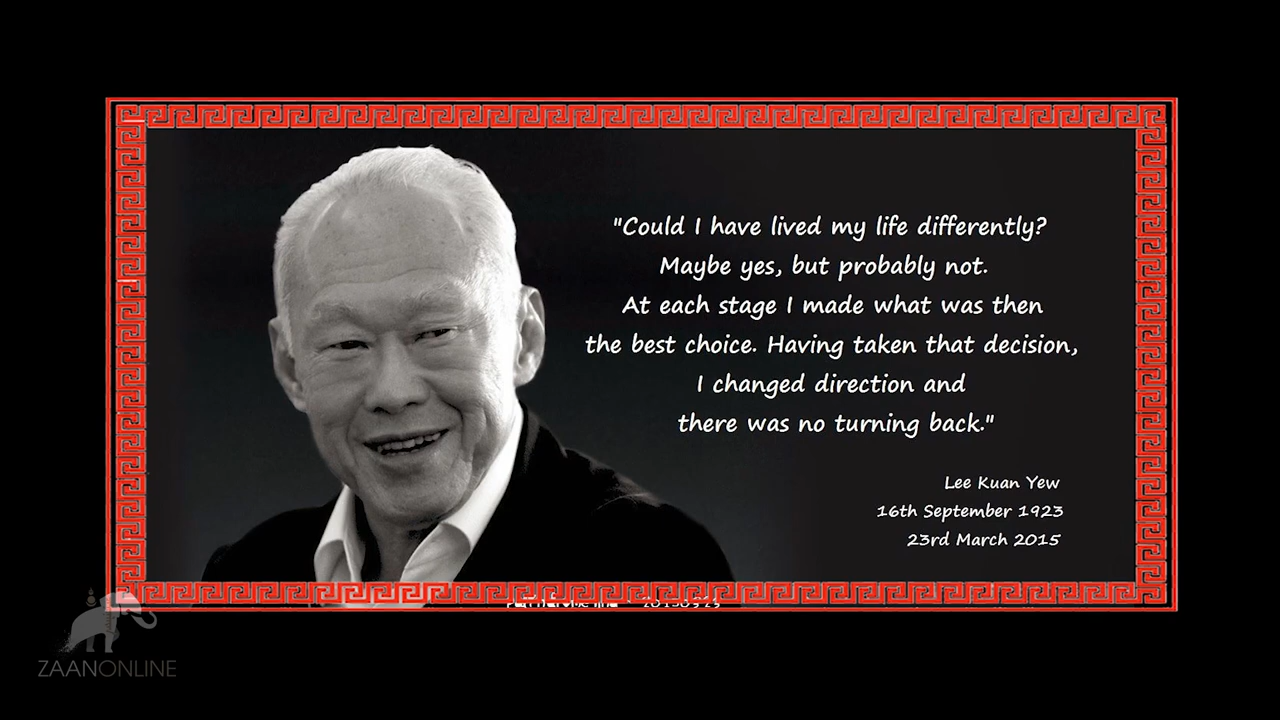 "Could I have lived my life differently?
Maybe yes, but probably not.
At each stage I made what was then
the best choice. Having taken that decision,
I changed direction and
there was no turning back."
Lee Kuan Yew
16th September 1923
23rd March 2015
ZAANONLINE